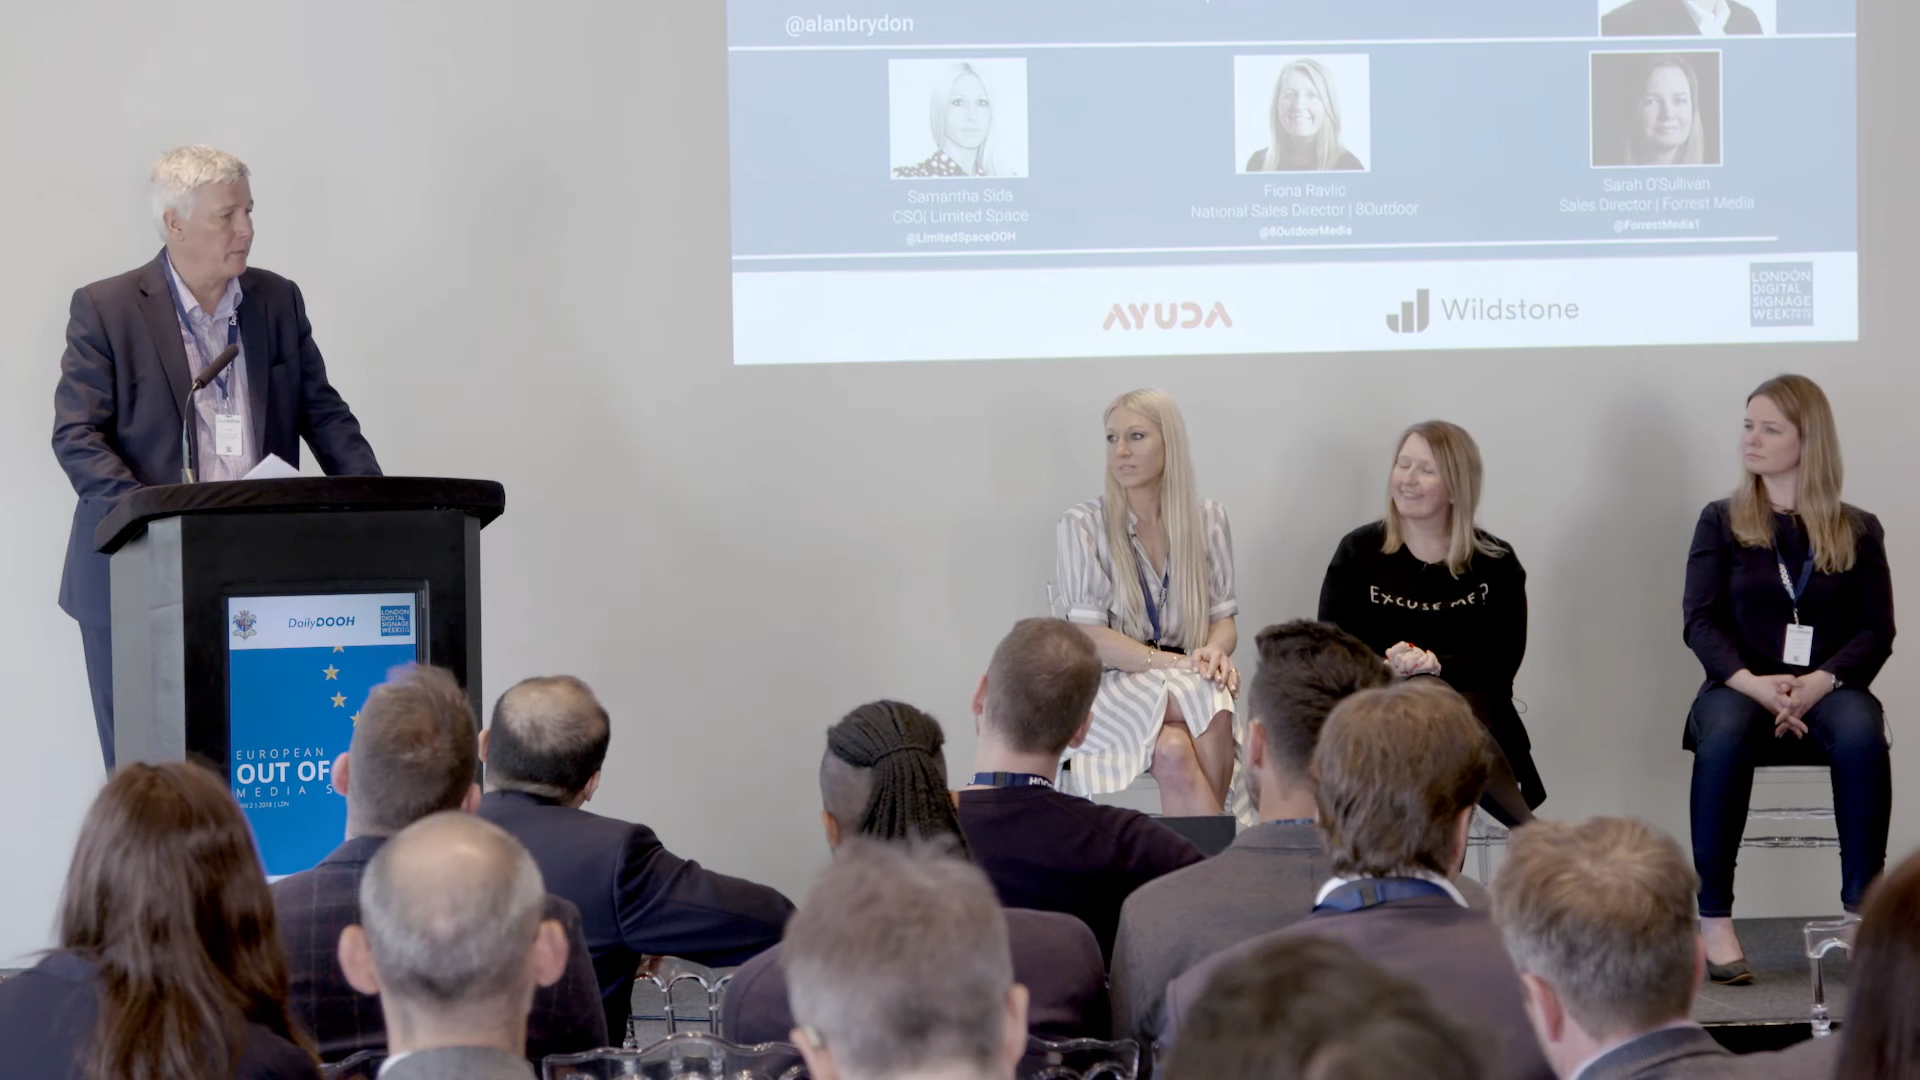 @alanbrydon
Samantha Sida
CSO| Limited Space
@LimitedSpaceOOH
Fiona Ravlic
National Sales Director | 8Outdoor
@8OutdoorMedia
Sarah O'Sullivan
Sales Director | Forrest Media
@ForrestMedia1
AYUDA
Wildstone
LONDON
DIGITAL
SIGNAGE
WEEK
EXCUSE ME?
DailyDOOH
LONDON
DIGITAL
SIGNAGE
WEEK
EUROPEAN
OUT OF
MEDIA S
2 | 2018 | LDN